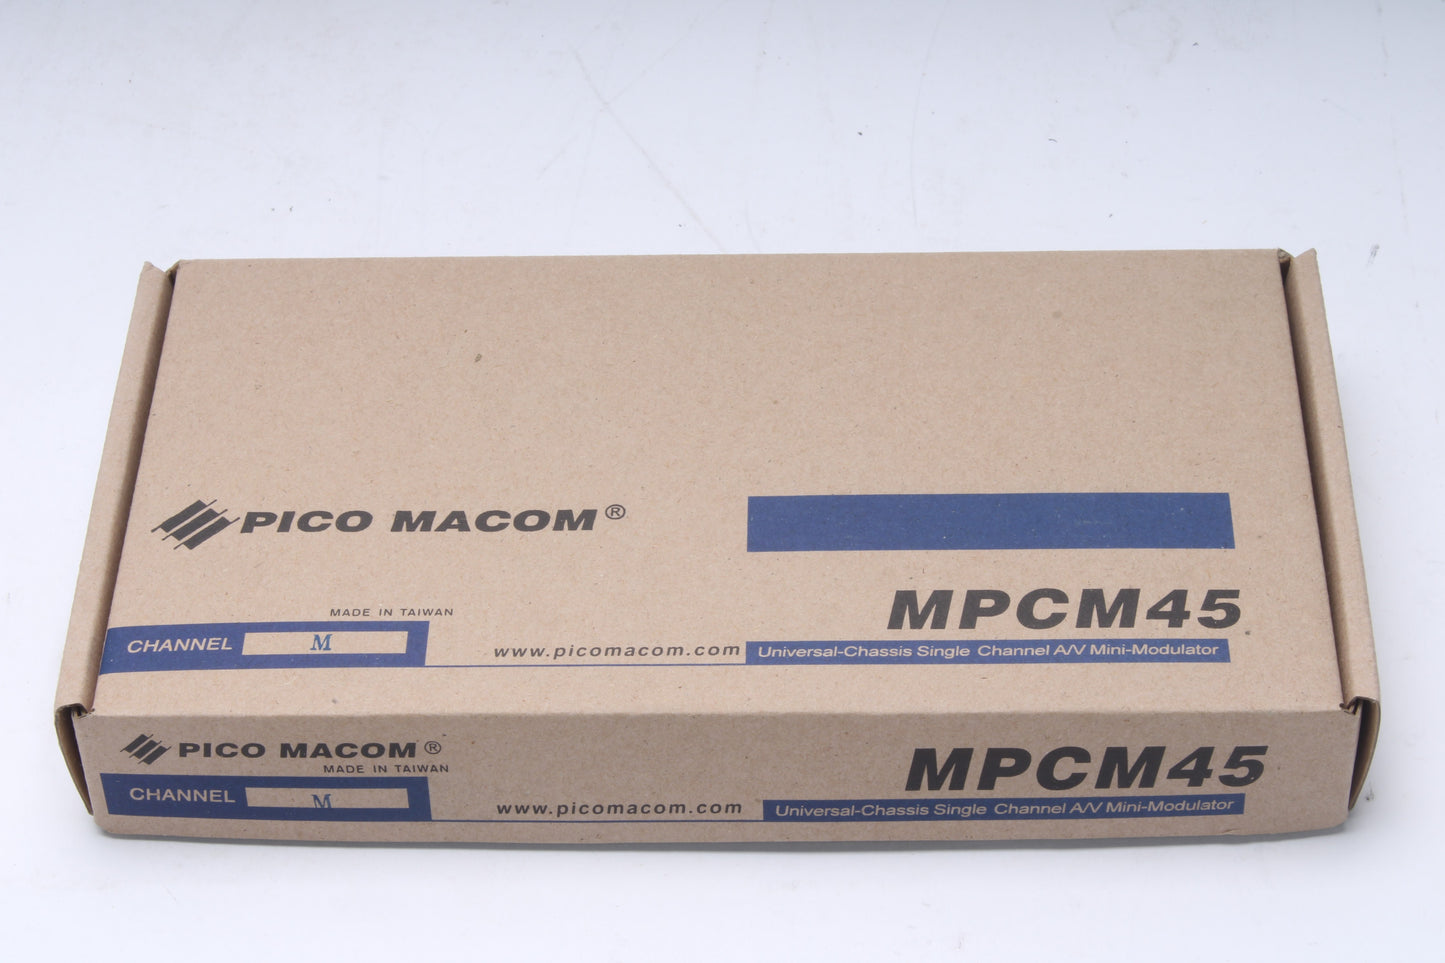 PICO MACOM®
MPCM45
MADE IN TAIWAN
CHANNEL M
www.picomacom.com Universal-Chassis Single Channel A/V Mini-Modulator
PICO MACOM®
MADE IN TAIWAN
MPCM45
CHANNEL M
www.picomacom.com Universal-Chassis Single Channel A/V Mini-Modulator